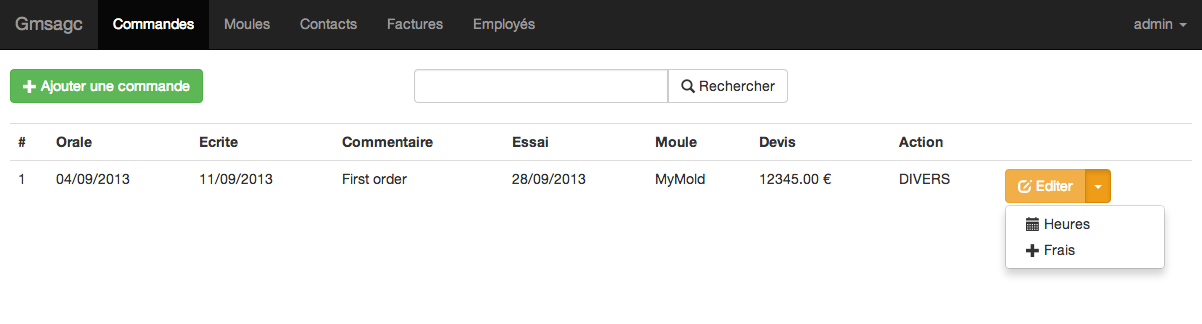 Gmsagc Commandes Moules Contacts Factures Employés admin
Ajouter une commande Rechercher
# Orale Ecrite Commentaire Essai Moule Devis Action
1 04/09/2013 11/09/2013 First order 28/09/2013 MyMold 12345.00 € DIVERS Editer
Heures
Frais